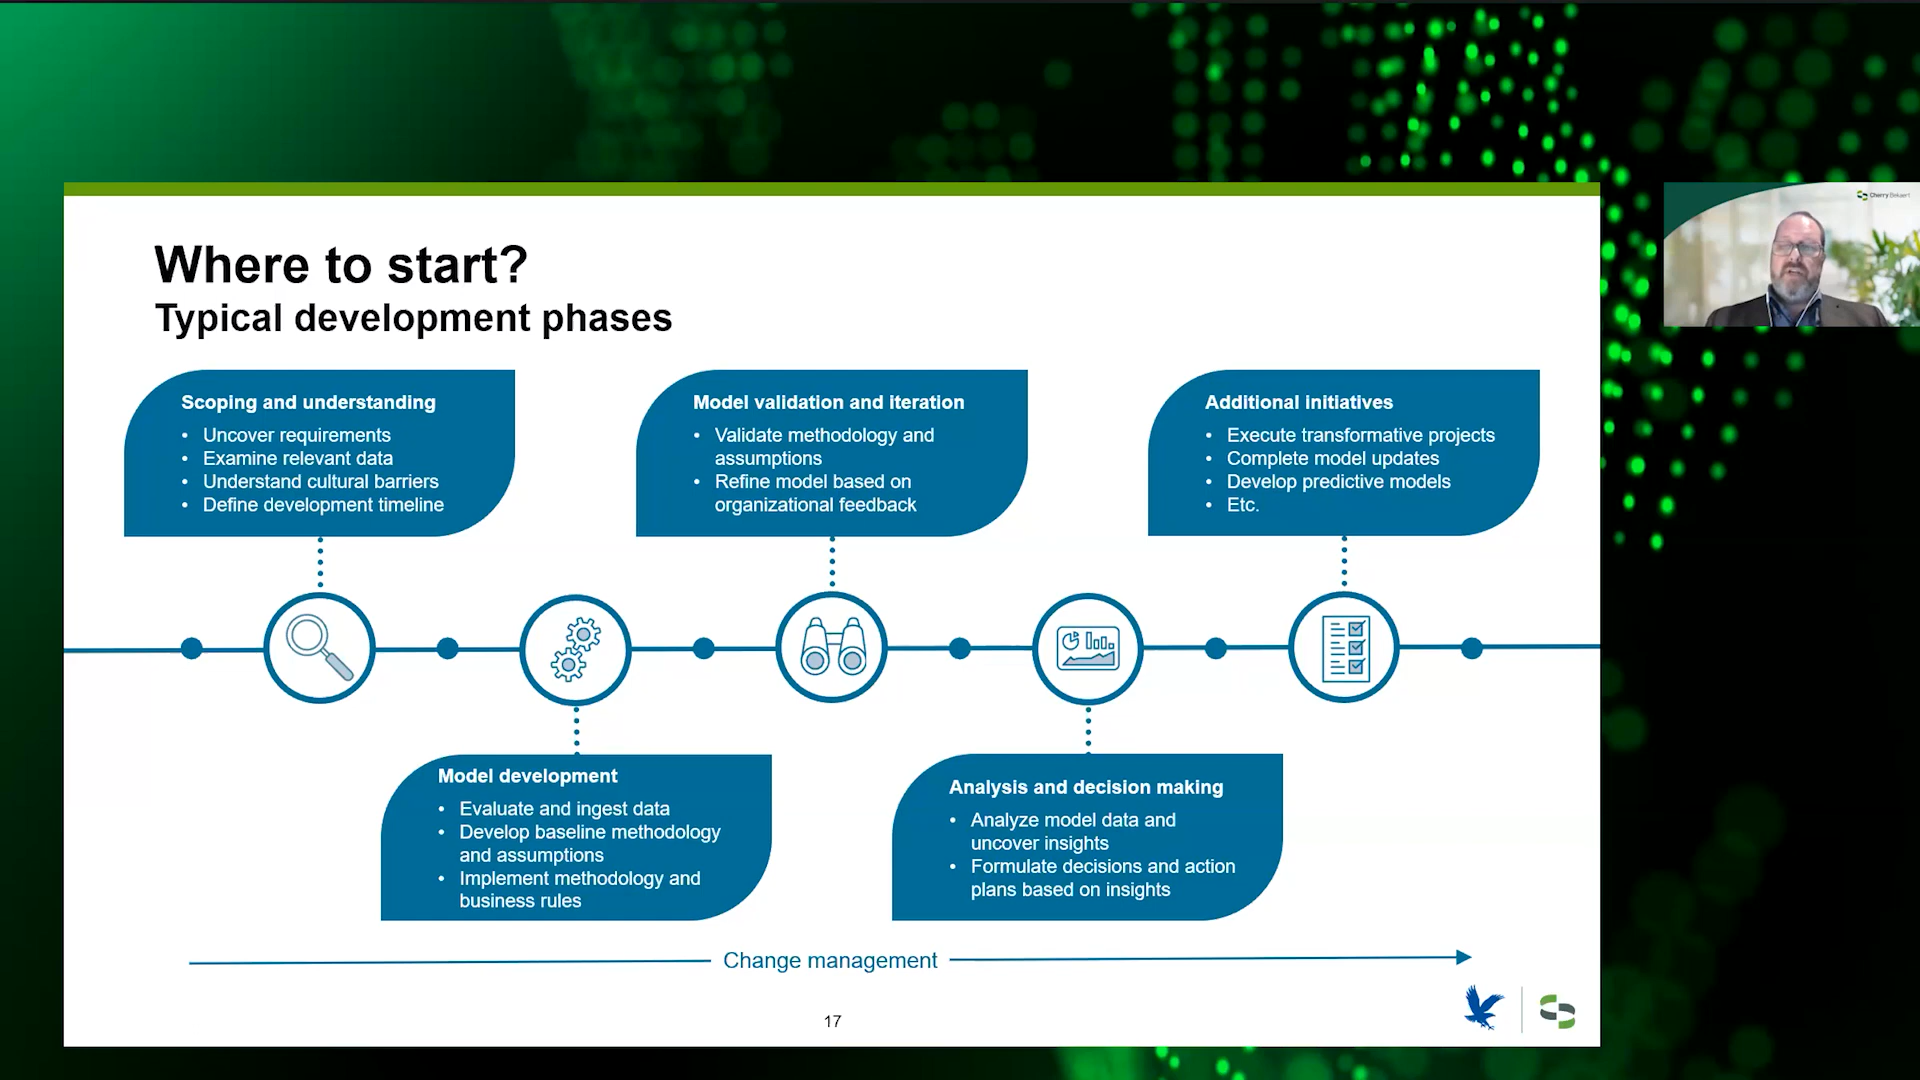 Cherry Bekaert
Where to start?
Typical development phases
Scoping and understanding
• Uncover requirements
• Examine relevant data
• Understand cultural barriers
• Define development timeline
Model development
• Evaluate and ingest data
• Develop baseline methodology
and assumptions
• Implement methodology and
business rules
Model validation and iteration
• Validate methodology and
assumptions
• Refine model based on
organizational feedback
Analysis and decision making
• Analyze model data and
uncover insights
• Formulate decisions and action
plans based on insights
Additional initiatives
• Execute transformative projects
• Complete model updates
• Develop predictive models
• Etc.
Change management
17